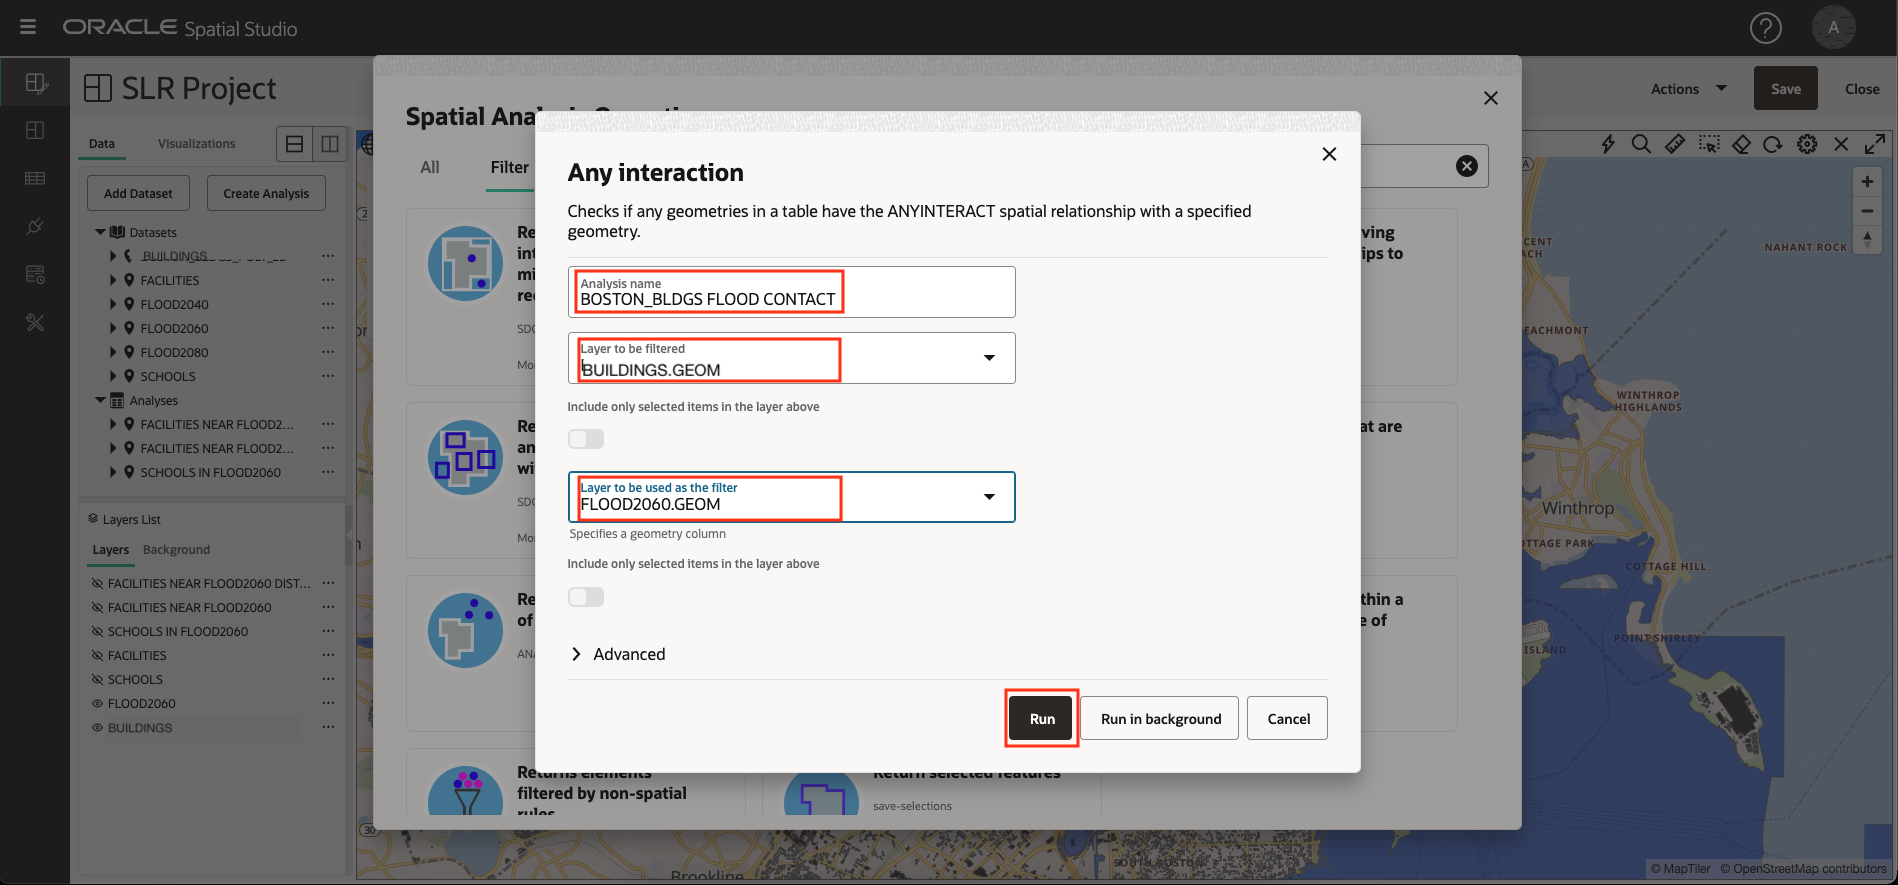 ORACLE Spatial Studio
?
A
SLR Project
Actions
Save
Close
Data
Visualizations
Add Dataset
Create Analysis
Datasets
BUILDINGS
FACILITIES
FLOOD2040
FLOOD2060
FLOOD2080
SCHOOLS
Analyses
FACILITIES NEAR FLOOD2...
FACILITIES NEAR FLOOD2...
SCHOOLS IN FLOOD2060
Layers List
Layers
Background
FACILITIES NEAR FLOOD2060 DIST...
FACILITIES NEAR FLOOD2060
SCHOOLS IN FLOOD2060
FACILITIES
SCHOOLS
FLOOD2060
BUILDINGS
Spatial
All
Filter
Any interaction
Checks if any geometries in a table have the ANYINTERACT spatial relationship with a specified
geometry.
Analysis name
BOSTON_BLDGS FLOOD CONTACT
Layer to be filtered
BUILDINGS.GEOM
Include only selected items in the layer above
Layer to be used as the filter
FLOOD2060.GEOM
Specifies a geometry column
Include only selected items in the layer above
Advanced
Run
Run in background
Cancel
Returns elements
filtered by non-spatial
rules
Return selected features
save-selections
NAHANT ROCK
WINTHROP
HIGHLANDS
Winthrop
COTTAGE HILL
POINT SHIRLEY
ISLAND
30
SOUTH BOSTON
Brookline
© MapTiler © OpenStreetMap contributors